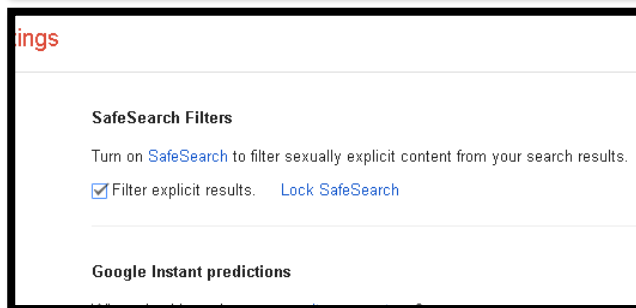 ings
SafeSearch Filters
Turn on SafeSearch to filter sexually explicit content from your search results.
Filter explicit results. Lock SafeSearch
Google Instant predictions